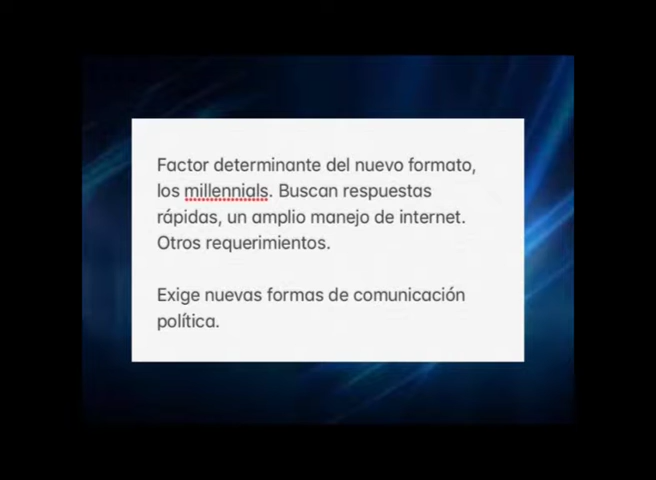 Factor determinante del nuevo formato,
los millennials. Buscan respuestas
rápidas, un amplio manejo de internet.
Otros requerimientos.
Exige nuevas formas de comunicación
política.